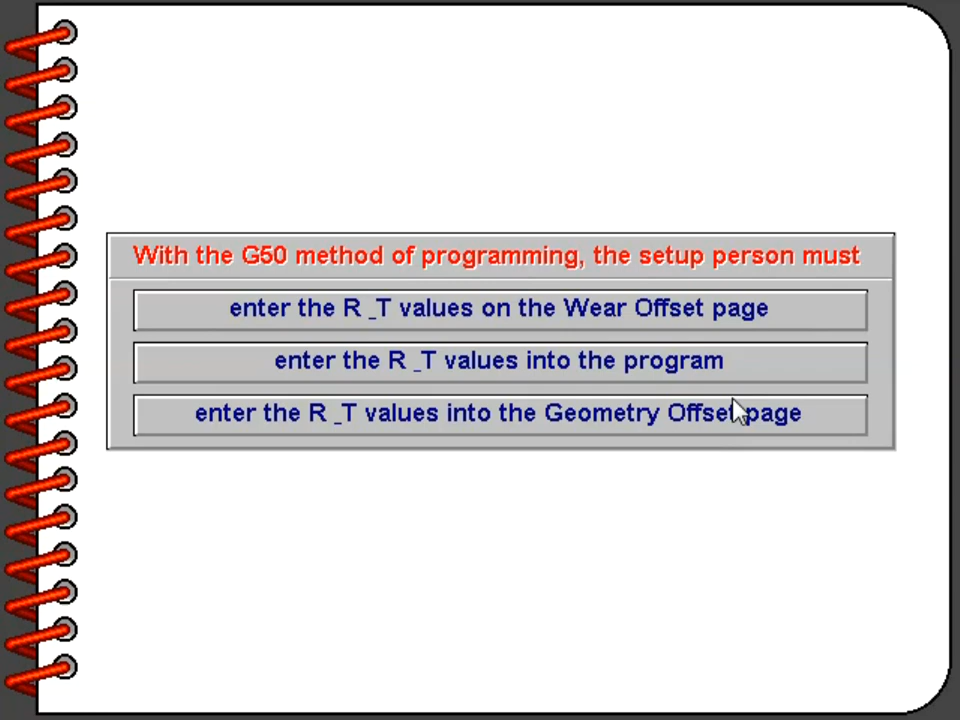 With the G50 method of programming, the setup person must
enter the R _T values on the Wear Offset page
enter the R _T values into the program
enter the R _T values into the Geometry Offset page